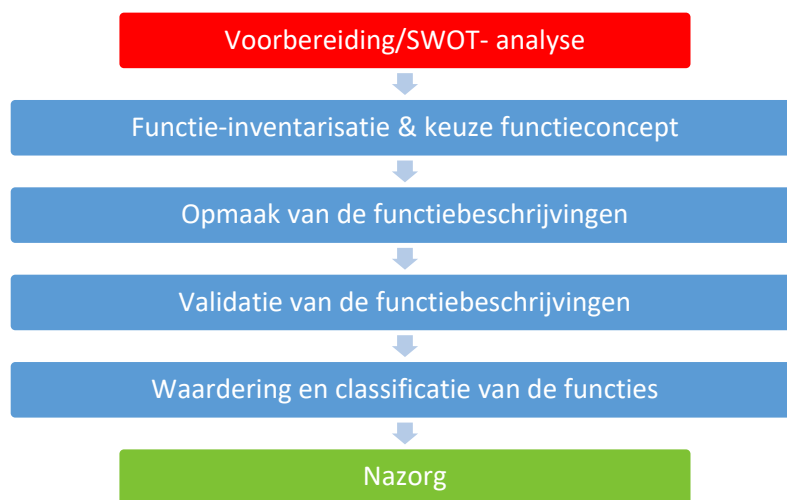 Voorbereiding/SWOT- analyse
Functie-inventarisatie & keuze functieconcept
Opmaak van de functiebeschrijvingen
Validatie van de functiebeschrijvingen
Waardering en classificatie van de functies
Nazorg